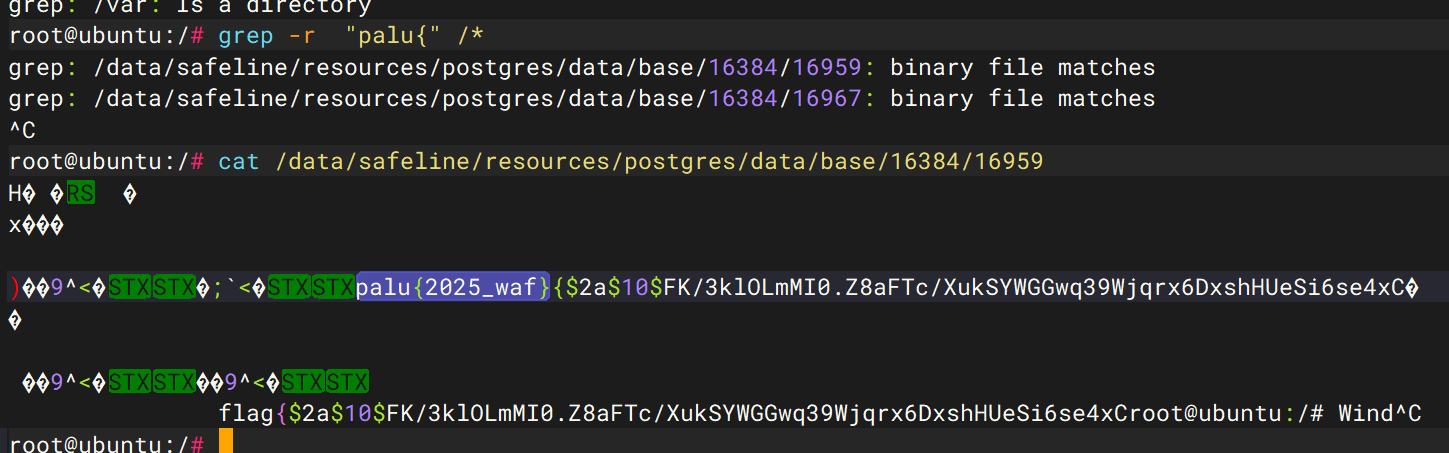 grep: /var: Is a directory
root@ubuntu:/# grep -r  "palu{" /*
grep: /data/safeline/resources/postgres/data/base/16384/16959: binary file matches
grep: /data/safeline/resources/postgres/data/base/16384/16967: binary file matches
^C
root@ubuntu:/# cat /data/safeline/resources/postgres/data/base/16384/16959
H� �RS  �
x���
)��9^<�STXSTX�;`<�STXSTXpalu{2025_waf}{$2a$10$FK/3klOLmMI0.Z8aFTc/XukSYWGGwq39Wjqrx6DxshHUeSi6se4xC�
�
��9^<�STXSTX��9^<�STXSTX
flag{$2a$10$FK/3klOLmMI0.Z8aFTc/XukSYWGGwq39Wjqrx6DxshHUeSi6se4xCroot@ubuntu:/# Wind^C
root@ubuntu:/#